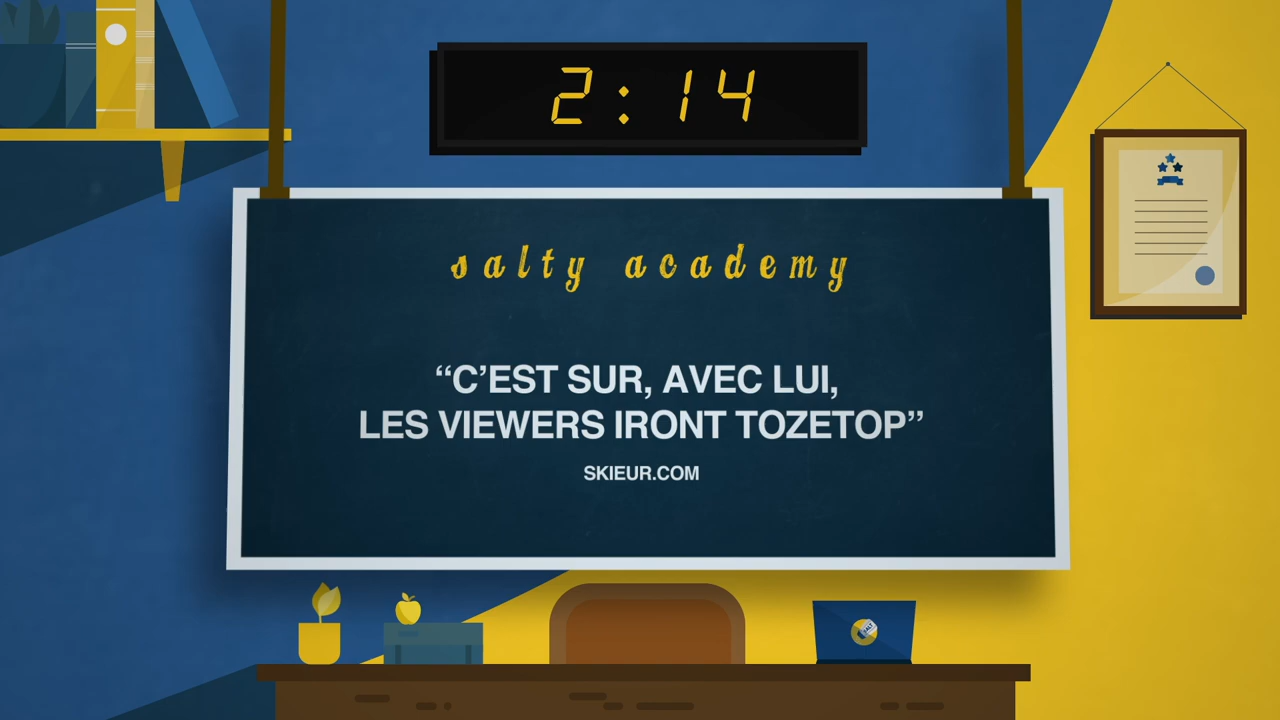 2:14
salty academy
“C’EST SUR, AVEC LUI,
LES VIEWERS IRONT TOZETOP”
SKIEUR.COM